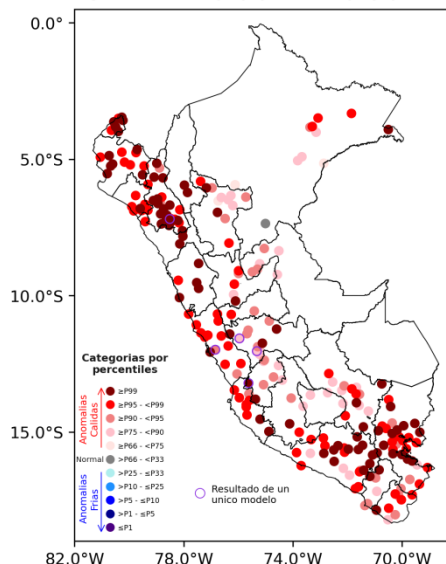 0.0°
5.0°S
10.0°S
15.0°S
82.0°W
78.0°W
74.0°W
70.0°W
Categorias por
percentiles
Anomalias
Calidas
≥P99
≥P95 - <P99
≥P90 - <P95
≥P75 - <P90
≥P66 - <P75
Normal
>P66 - <P33
Anomalias
Frias
>P25 - ≤P33
>P10 - ≤P25
>P5 - ≤P10
>P1 - ≤P5
≤P1
Resultado de un
unico modelo